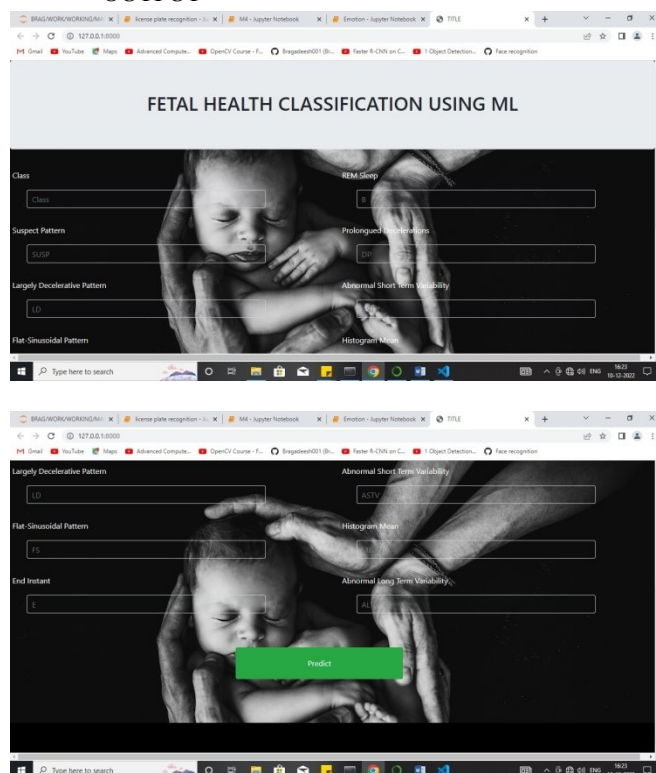 BRAG/WORK/WORKING/MA
license plate recognition - Ju
M4 - Jupyter Notebook
Emotion - Jupyter Notebook
TITLE
127.0.0.1:8000
Gmail
YouTube
Maps
Advanced Compute...
OpenCV Course - F...
Bragadeesh001 (Br...
Faster R-CNN on C...
1 Object Detection...
Face recognition
FETAL HEALTH CLASSIFICATION USING ML
Class
REM Sleep
Class
B
Suspect Pattern
Prolongued Decelerations
SUSP
DP
Largely Decelerative Pattern
Abnormal Short Term Variability
LD
Flat-Sinusoidal Pattern
Histogram Mean
Type here to search
ENG
16:23
10-12-2022
BRAG/WORK/WORKING/MA
license plate recognition - Ju
M4 - Jupyter Notebook
Emotion - Jupyter Notebook
TITLE
127.0.0.1:8000
Gmail
YouTube
Maps
Advanced Compute...
OpenCV Course - F...
Bragadeesh001 (Br...
Faster R-CNN on C...
1 Object Detection...
Face recognition
Largely Decelerative Pattern
Abnormal Short Term Variability
LD
ASTV
Flat-Sinusoidal Pattern
Histogram Mean
FS
End Instant
Abnormal Long Term Variability
E
Predict
Type here to search
ENG
16:23